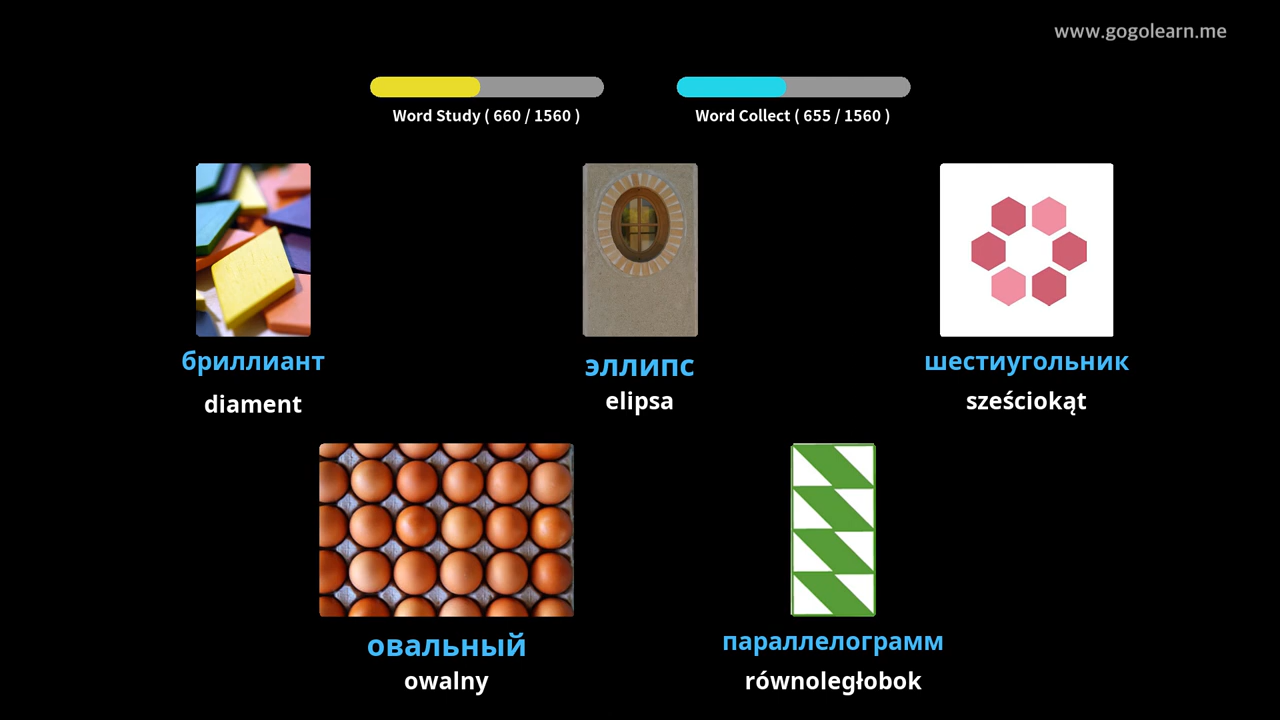 www.gogolearn.me
Word Study ( 660 / 1560 )
Word Collect ( 655 / 1560 )
бриллиант
diament
эллипс
elipsa
шестиугольник
sześciokąt
овальный
owalny
параллелограмм
równoległobok